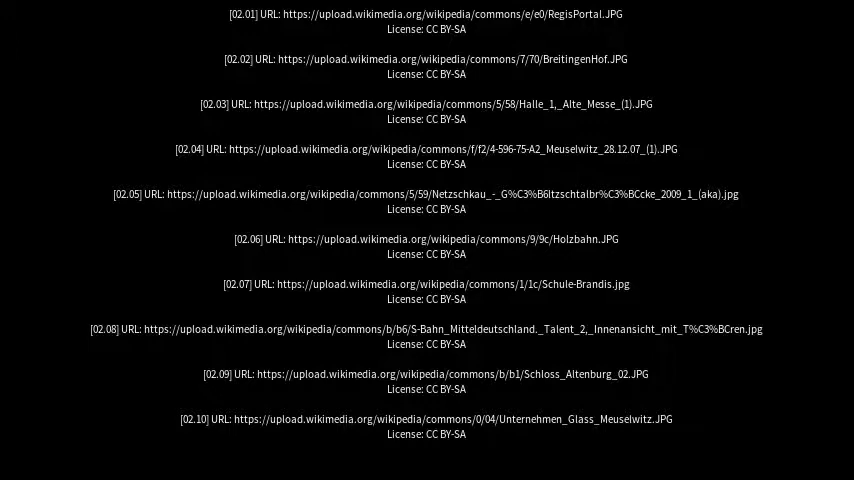 [02.01] URL: https://upload.wikimedia.org/wikipedia/commons/e/e0/RegisPortal.JPG
License: CC BY-SA
[02.02] URL: https://upload.wikimedia.org/wikipedia/commons/7/70/BreitingenHof.JPG
License: CC BY-SA
[02.03] URL: https://upload.wikimedia.org/wikipedia/commons/5/58/Halle_1,_Alte_Messe_(1).JPG
License: CC BY-SA
[02.04] URL: https://upload.wikimedia.org/wikipedia/commons/f/f2/4-596-75-A2_Meuselwitz_28.12.07_(1).JPG
License: CC BY-SA
[02.05] URL: https://upload.wikimedia.org/wikipedia/commons/5/59/Netzschkau_-_G%C3%B6ltzschtalbr%C3%BCcke_2009_1_(aka).jpg
License: CC BY-SA
[02.06] URL: https://upload.wikimedia.org/wikipedia/commons/9/9c/Holzbahn.JPG
License: CC BY-SA
[02.07] URL: https://upload.wikimedia.org/wikipedia/commons/1/1c/Schule-Brandis.jpg
License: CC BY-SA
[02.08] URL: https://upload.wikimedia.org/wikipedia/commons/b/b6/S-Bahn_Mitteldeutschland._Talent_2,_Innenansicht_mit_T%C3%BCren.jpg
License: CC BY-SA
[02.09] URL: https://upload.wikimedia.org/wikipedia/commons/b/b1/Schloss_Altenburg_02.JPG
License: CC BY-SA
[02.10] URL: https://upload.wikimedia.org/wikipedia/commons/0/04/Unternehmen_Glass_Meuselwitz.JPG
License: CC BY-SA